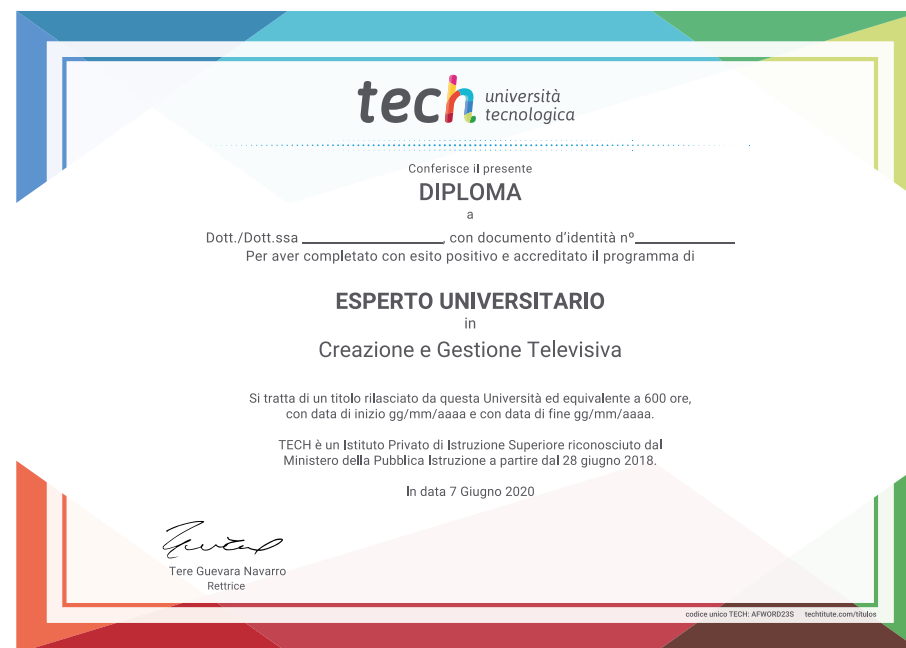 tech università
tecnologica
Conferisce il presente
DIPLOMA
a
Dott./Dott.ssa ____________________, con documento d'identità nº______________
Per aver completato con esito positivo e accreditato il programma di
ESPERTO UNIVERSITARIO
in
Creazione e Gestione Televisiva
Si tratta di un titolo rilasciato da questa Università ed equivalente a 600 ore,
con data di inizio gg/mm/aaaa e con data di fine gg/mm/aaaa.
TECH è un Istituto Privato di Istruzione Superiore riconosciuto dal
Ministero della Pubblica Istruzione a partire dal 28 giugno 2018.
In data 7 Giugno 2020
Tere Guevara Navarro
Rettrice
codice unico TECH: AFWORD23S techtitute.com/titulos